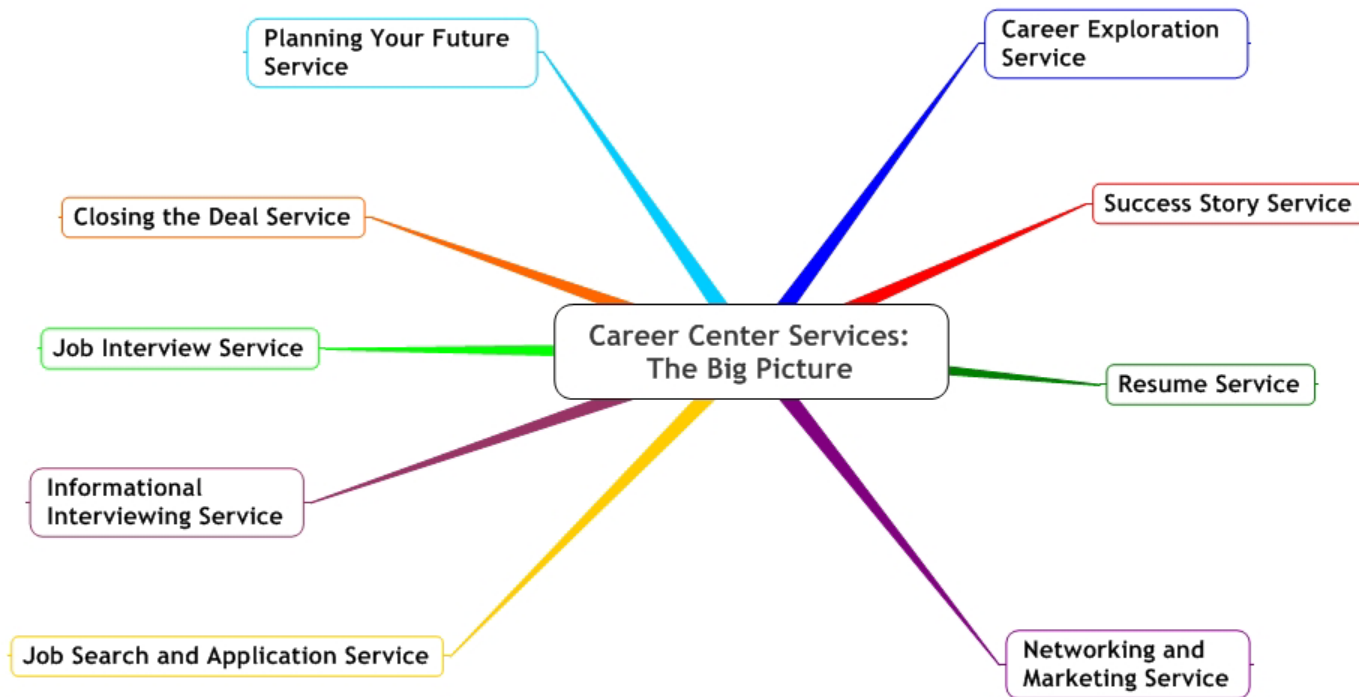 Planning Your Future
Service
Career Exploration
Service
Closing the Deal Service
Success Story Service
Career Center Services:
The Big Picture
Job Interview Service
Resume Service
Informational
Interviewing Service
Job Search and Application Service
Networking and
Marketing Service